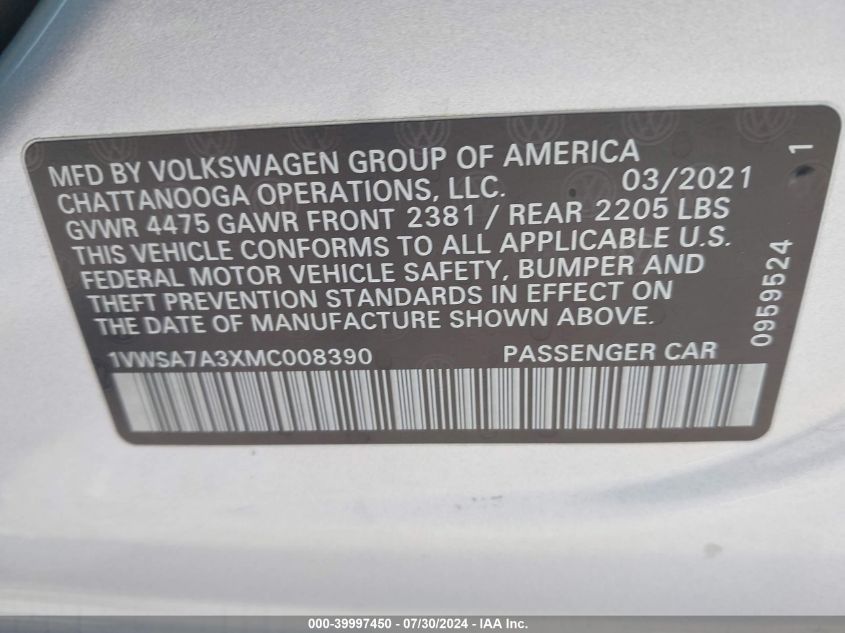 MFD BY VOLKSWAGEN GROUP OF AMERICA
CHATTANOOGA OPERATIONS, LLC. 03/2021
GVWR 4475 GAWR FRONT 2381 / REAR 2205 LBS
THIS VEHICLE CONFORMS TO ALL APPLICABLE U.S.
FEDERAL MOTOR VEHICLE SAFETY, BUMPER AND
THEFT PREVENTION STANDARDS IN EFFECT ON
THE DATE OF MANUFACTURE SHOWN ABOVE.
1VWSA7A3XMC008390 PASSENGER CAR
0959524 1
000-39997450 - 07/30/2024 - IAA Inc.